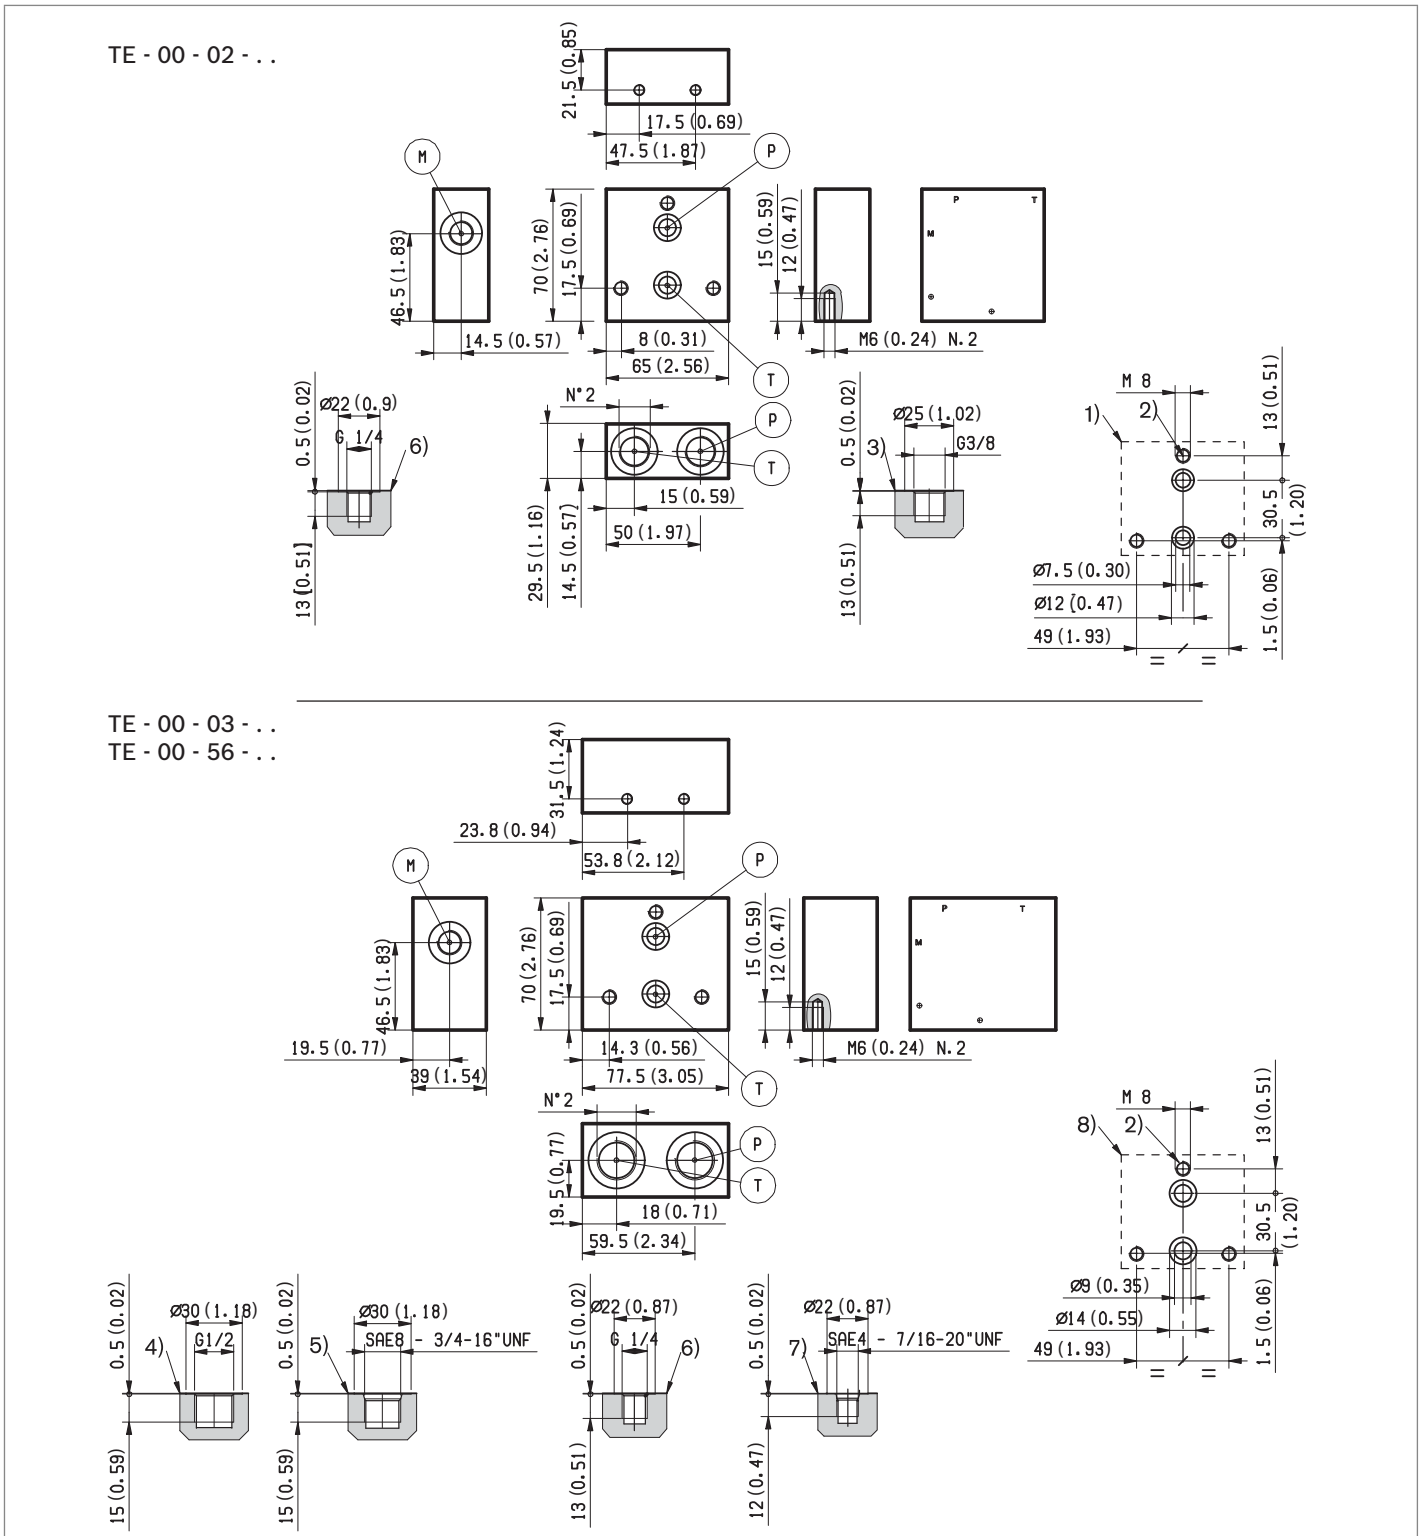 TE - 00 - 02 - . .
21.5 (0.85)
17.5 (0.69)
47.5 (1.87)
M
P
46.5 (1.83)
70 (2.76)
17.5 (0.69)
15 (0.59)
12 (0.47)
P T
M
14.5 (0.57)
8 (0.31)
M6 (0.24) N.2
65 (2.56)
T
0.5 (0.02)
Ø22 (0.9)
G 1/4
6)
13 [0.51]
N°2
P
T
15 (0.59)
50 (1.97)
29.5 (1.16)
14.5 (0.57)
0.5 (0.02)
Ø25 (1.02)
3)
G3/8
13 (0.51)
M 8
1)
2)
13 (0.51)
30.5
(1.20)
Ø7.5 (0.30)
Ø12 (0.47)
49 (1.93)
1.5 (0.06)
= =
TE - 00 - 03 - . .
TE - 00 - 56 - . .
31.5 (1.24)
23.8 (0.94)
53.8 (2.12)
M
P
46.5 (1.83)
70 (2.76)
17.5 (0.69)
15 (0.59)
12 (0.47)
P T
M
19.5 (0.77)
39 (1.54)
14.3 (0.56)
77.5 (3.05)
M6 (0.24) N.2
T
N°2
P
T
19.5 (0.77)
18 (0.71)
59.5 (2.34)
M 8
8)
2)
13 (0.51)
30.5
(1.20)
Ø9 (0.35)
Ø14 (0.55)
49 (1.93)
1.5 (0.06)
= =
0.5 (0.02)
Ø30 (1.18)
4)
G1/2
15 (0.59)
0.5 (0.02)
Ø30 (1.18)
5)
SAE8 - 3/4-16"UNF
15 (0.59)
0.5 (0.02)
Ø22 (0.87)
G 1/4
6)
13 (0.51)
0.5 (0.02)
Ø22 (0.87)
7)
SAE4 - 7/16-20"UNF
12 (0.47)